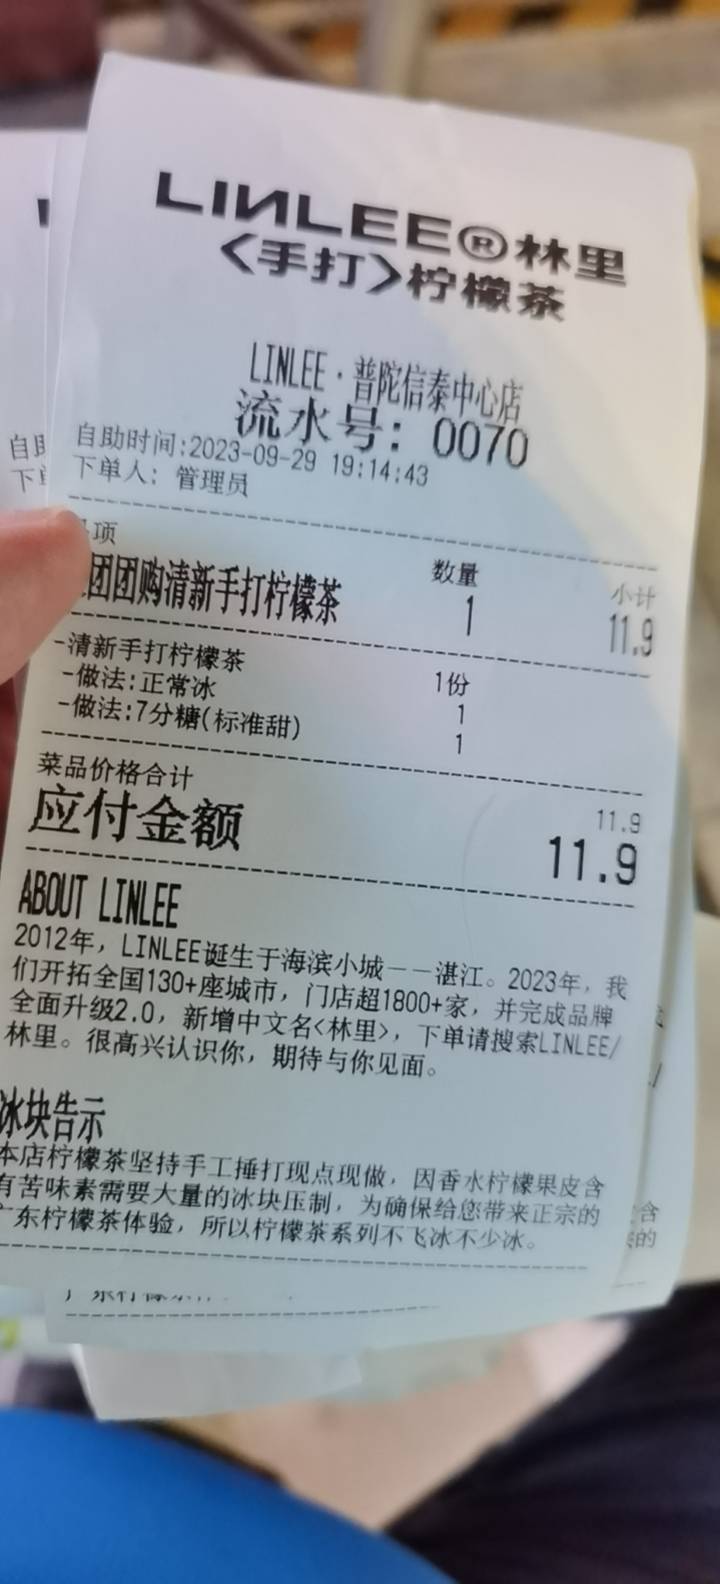 LINLEE®林里
<手打>柠檬茶
LINLEE·普陀信泰中心店
流水号: 0070
自助时间:2023-09-29 19:14:43
下单人: 管理员
项 数量 小计
团团购清新手打柠檬茶 1 11.9
-清新手打柠檬茶 1份
-做法:正常冰 1
-做法:7分糖(标准甜) 1
菜品价格合计 11.9
应付金额 11.9
ABOUT LINLEE
2012年, LINLEE诞生于海滨小城——湛江。2023年, 我
们开拓全国130+座城市, 门店超1800+家, 并完成品牌
全面升级2.0, 新增中文名<林里>, 下单请搜索LINLEE/
林里。很高兴认识你, 期待与你见面。
冰块告示
本店柠檬茶坚持手工捶打现点现做, 因香水柠檬果皮含
有苦味素需要大量的冰块压制, 为确保给您带来正宗的
广东柠檬茶体验, 所以柠檬茶系列不飞冰不少冰。